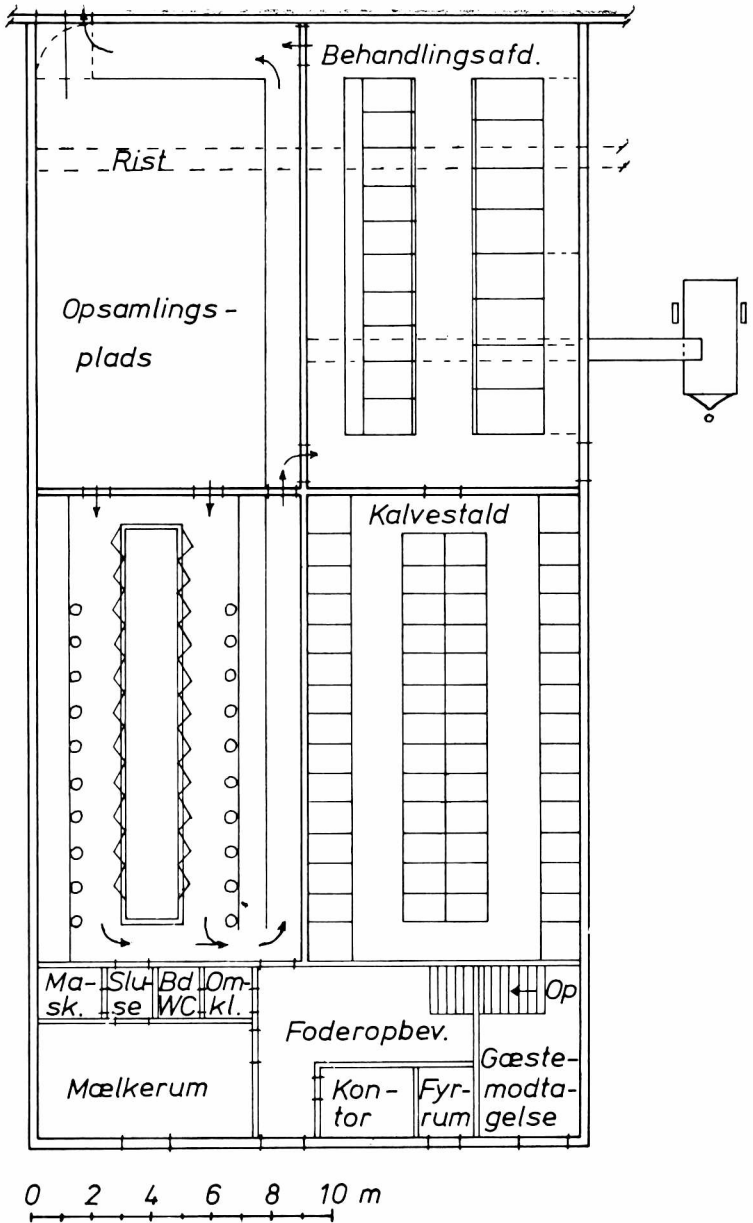 Behandlingsafd.
Rist
Opsamlings-
plads
Kalvestald
Ma-
sk.
Slu-
se
Bd
WC
Om-
kl.
Op
Foderopbev.
Mælkerum
Kon-
tor
Fyr-
rum
Gæste-
modta-
gelse
0 2 4 6 8 10 m